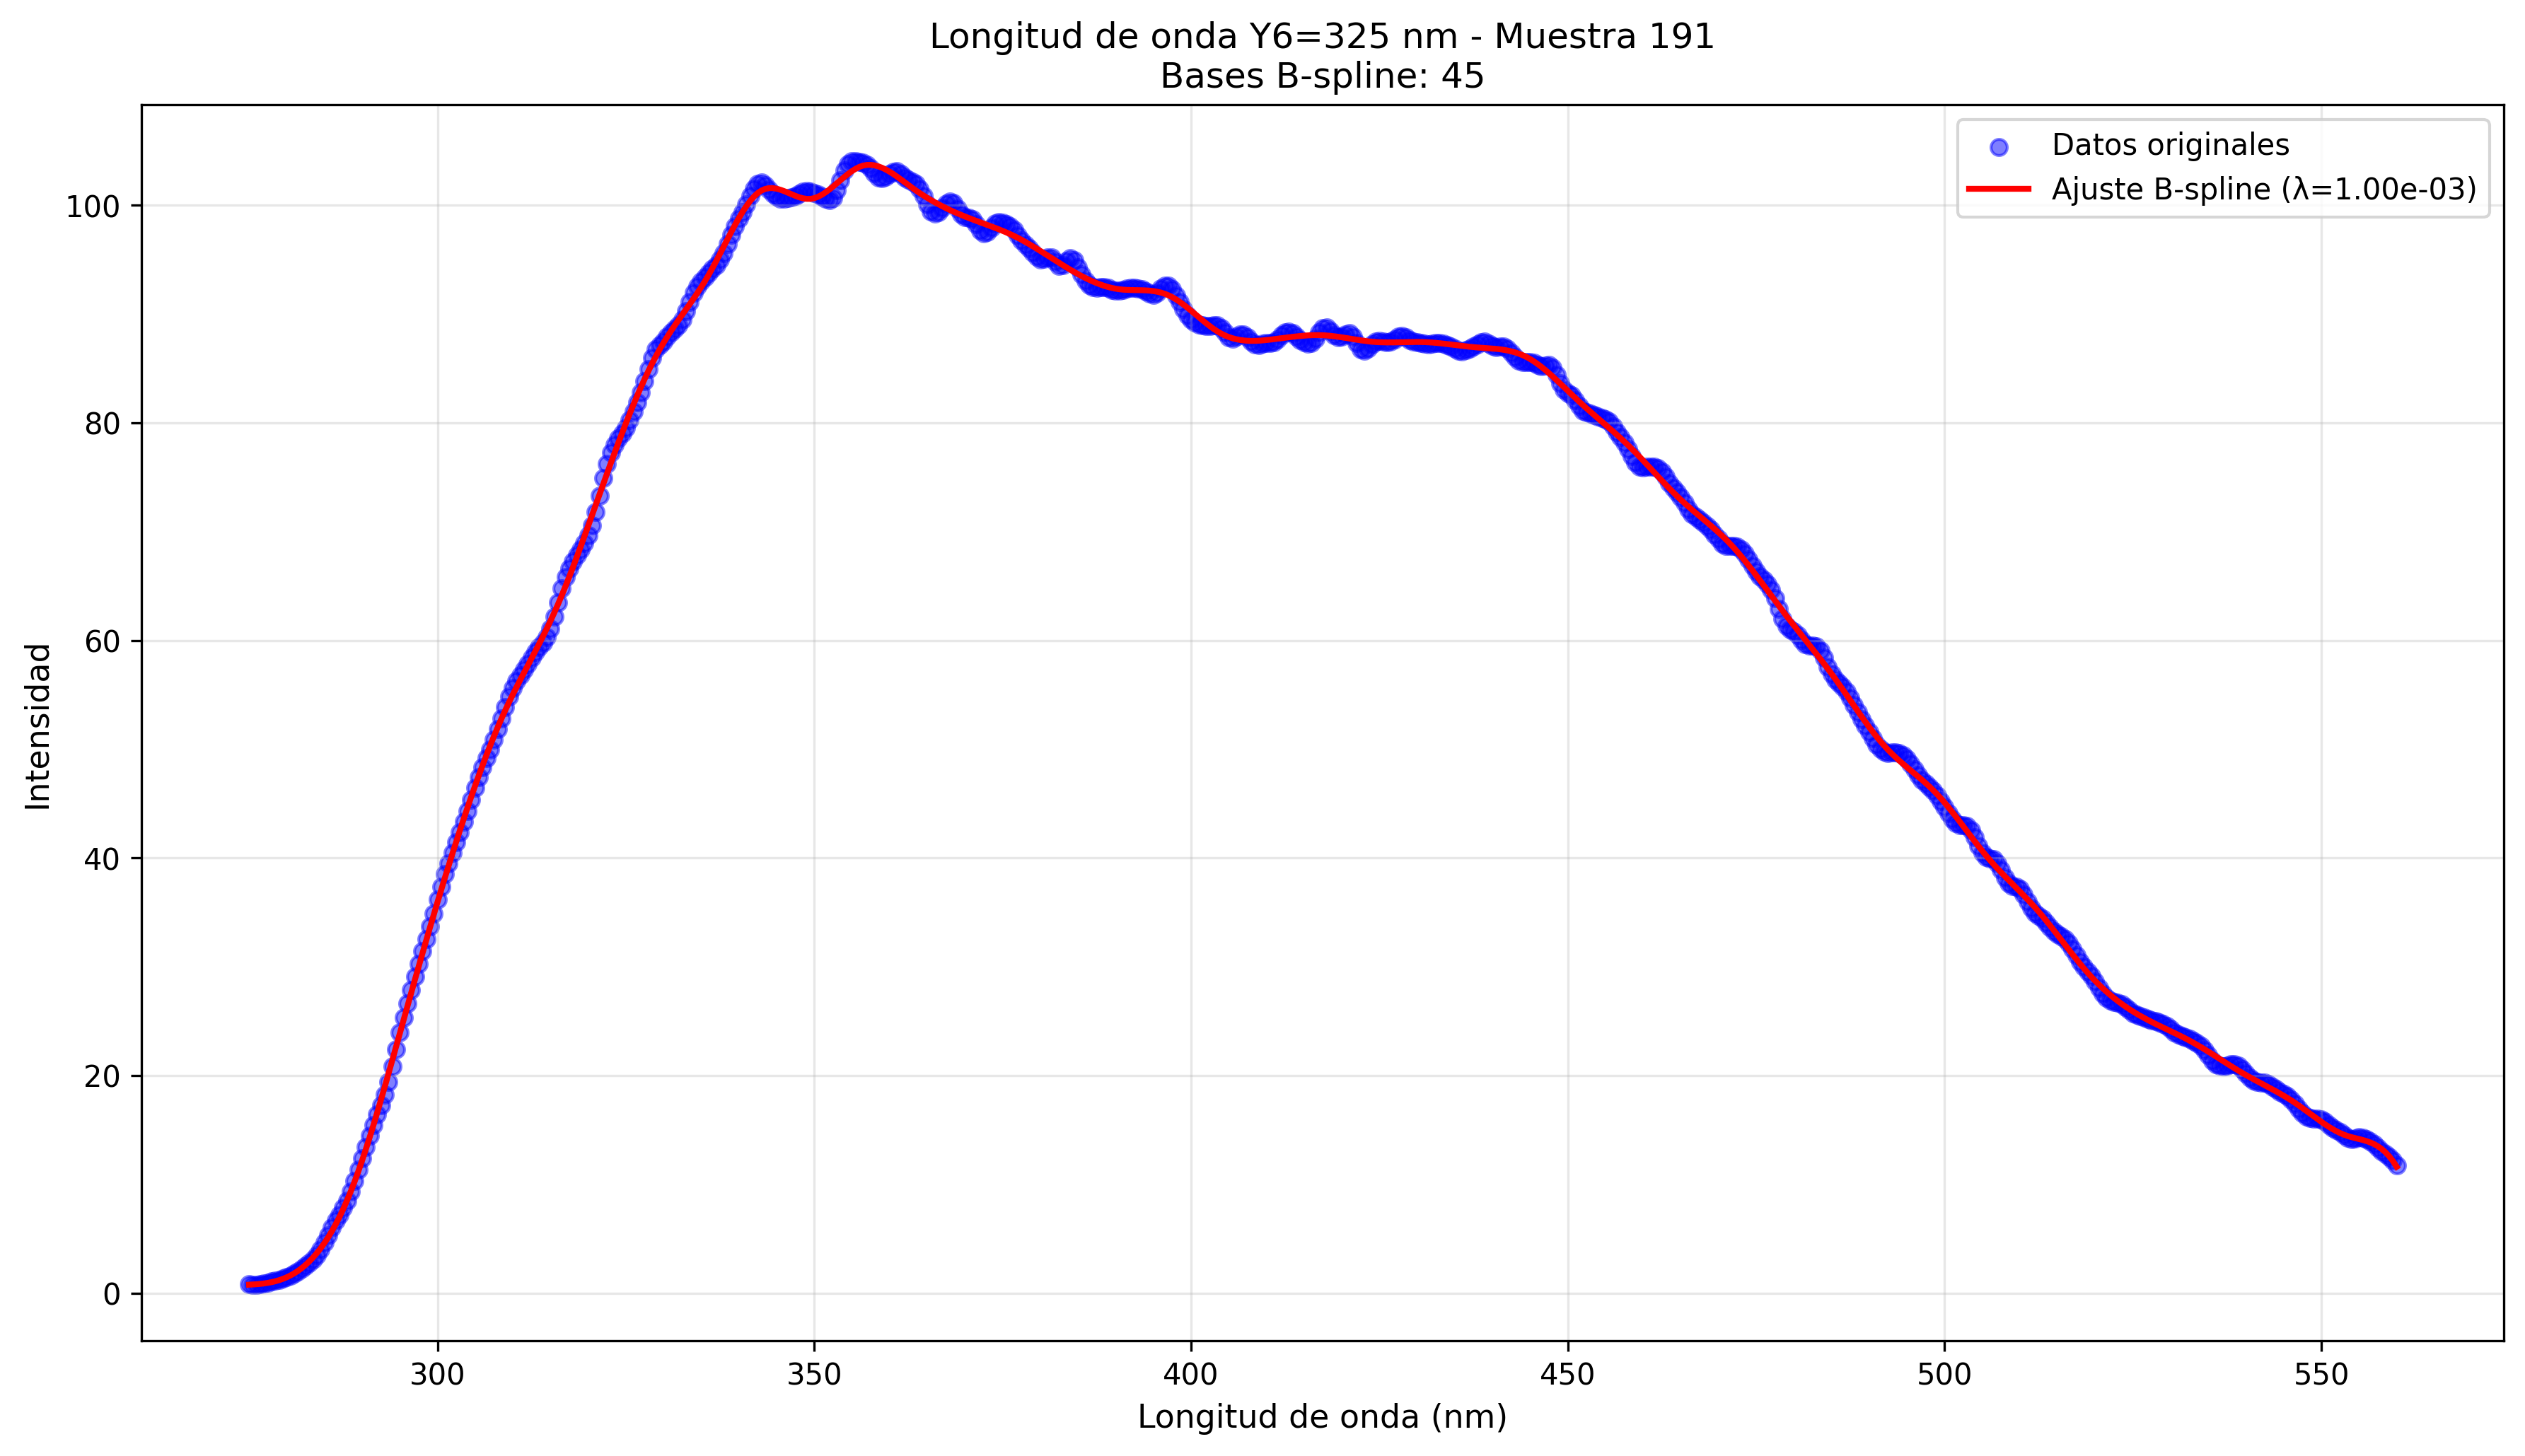 Longitud de onda Y6=325 nm - Muestra 191
Bases B-spline: 45
Datos originales
Ajuste B-spline (λ=1.00e-03)
Intensidad
100
80
60
40
20
0
300 350 400 450 500 550
Longitud de onda (nm)